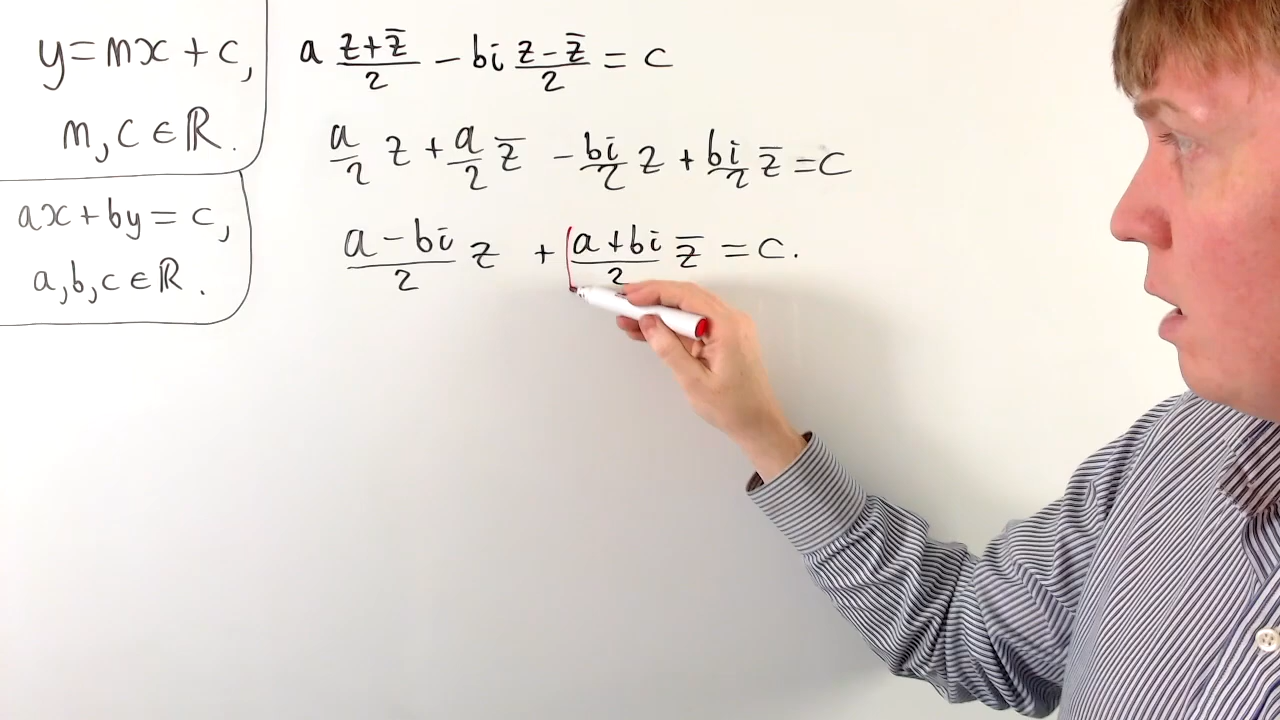 y=mx+c,
m,c∈ℝ.
ax+by=c,
a,b,c∈ℝ.
a (z+z̄)/2 − bi (z−z̄)/2 = c
a/2 z + a/2 z̄ − bi/2 z + bi/2 z̄ = c
(a−bi)/2 z + (a+bi)/2 z̄ = c.